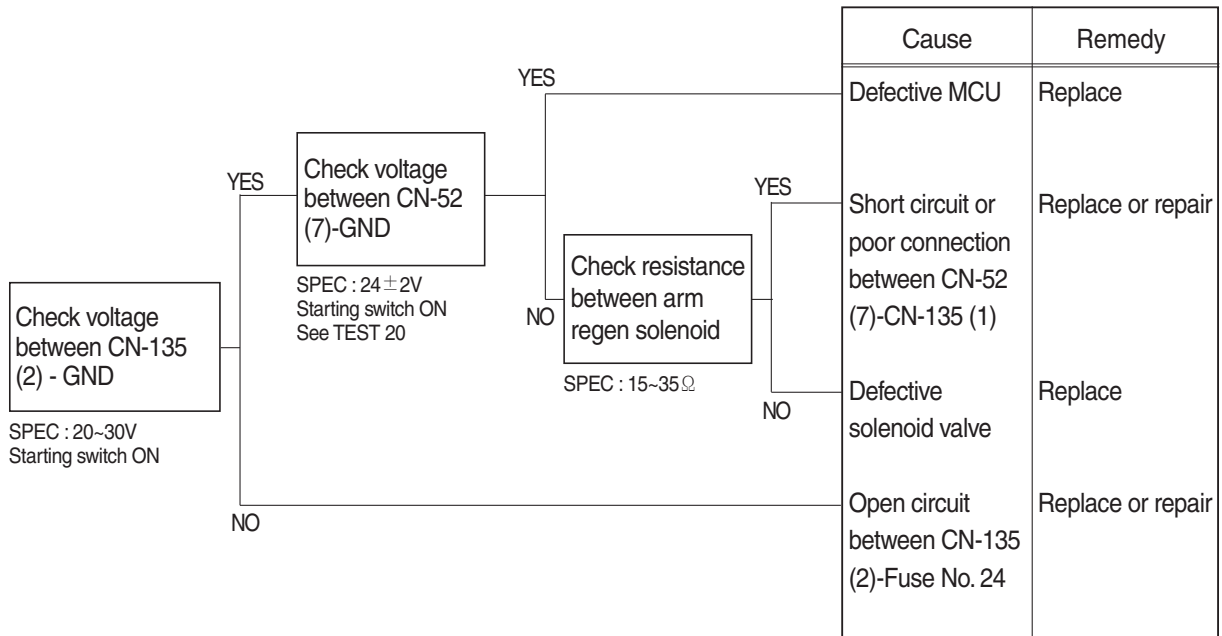 Cause
Remedy
YES
Defective MCU
Replace
Check voltage
between CN-52
(7)-GND
YES
SPEC : 24±2V
Starting switch ON
See TEST 20
YES
Short circuit or
poor connection
between CN-52
(7)-CN-135 (1)
Replace or repair
Check resistance
between arm
regen solenoid
NO
SPEC : 15~35Ω
Check voltage
between CN-135
(2) - GND
SPEC : 20~30V
Starting switch ON
NO
Defective
solenoid valve
Replace
NO
Open circuit
between CN-135
(2)-Fuse No. 24
Replace or repair